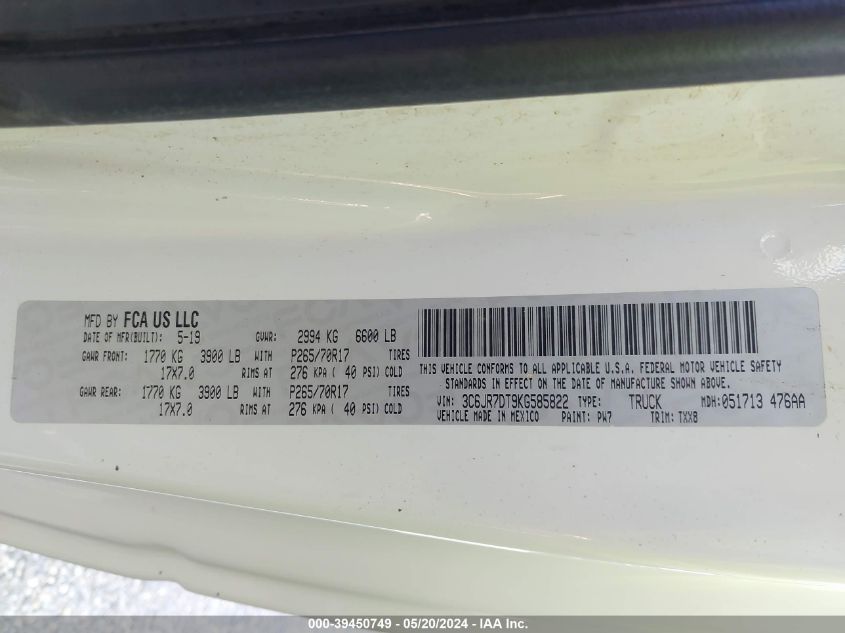 MFD BY FCA US LLC
DATE OF MFR(BUILT): 5-19 GVWR: 2994 KG 6600 LB
GAWR FRONT: 1770 KG 3900 LB WITH P265/70R17 TIRES
17X7.0 RIMS AT 276 KPA ( 40 PSI) COLD
GAWR REAR: 1770 KG 3900 LB WITH P265/70R17 TIRES
17X7.0 RIMS AT 276 KPA ( 40 PSI) COLD
THIS VEHICLE CONFORMS TO ALL APPLICABLE U.S.A. FEDERAL MOTOR VEHICLE SAFETY
STANDARDS IN EFFECT ON THE DATE OF MANUFACTURE SHOWN ABOVE.
VIN: 3C6JR7DT9KG585822 TYPE: TRUCK MDH:051713 476AA
VEHICLE MADE IN MEXICO PAINT: PW7 TRIM: TXX8
000-39450749 — 05/20/2024 — IAA Inc.